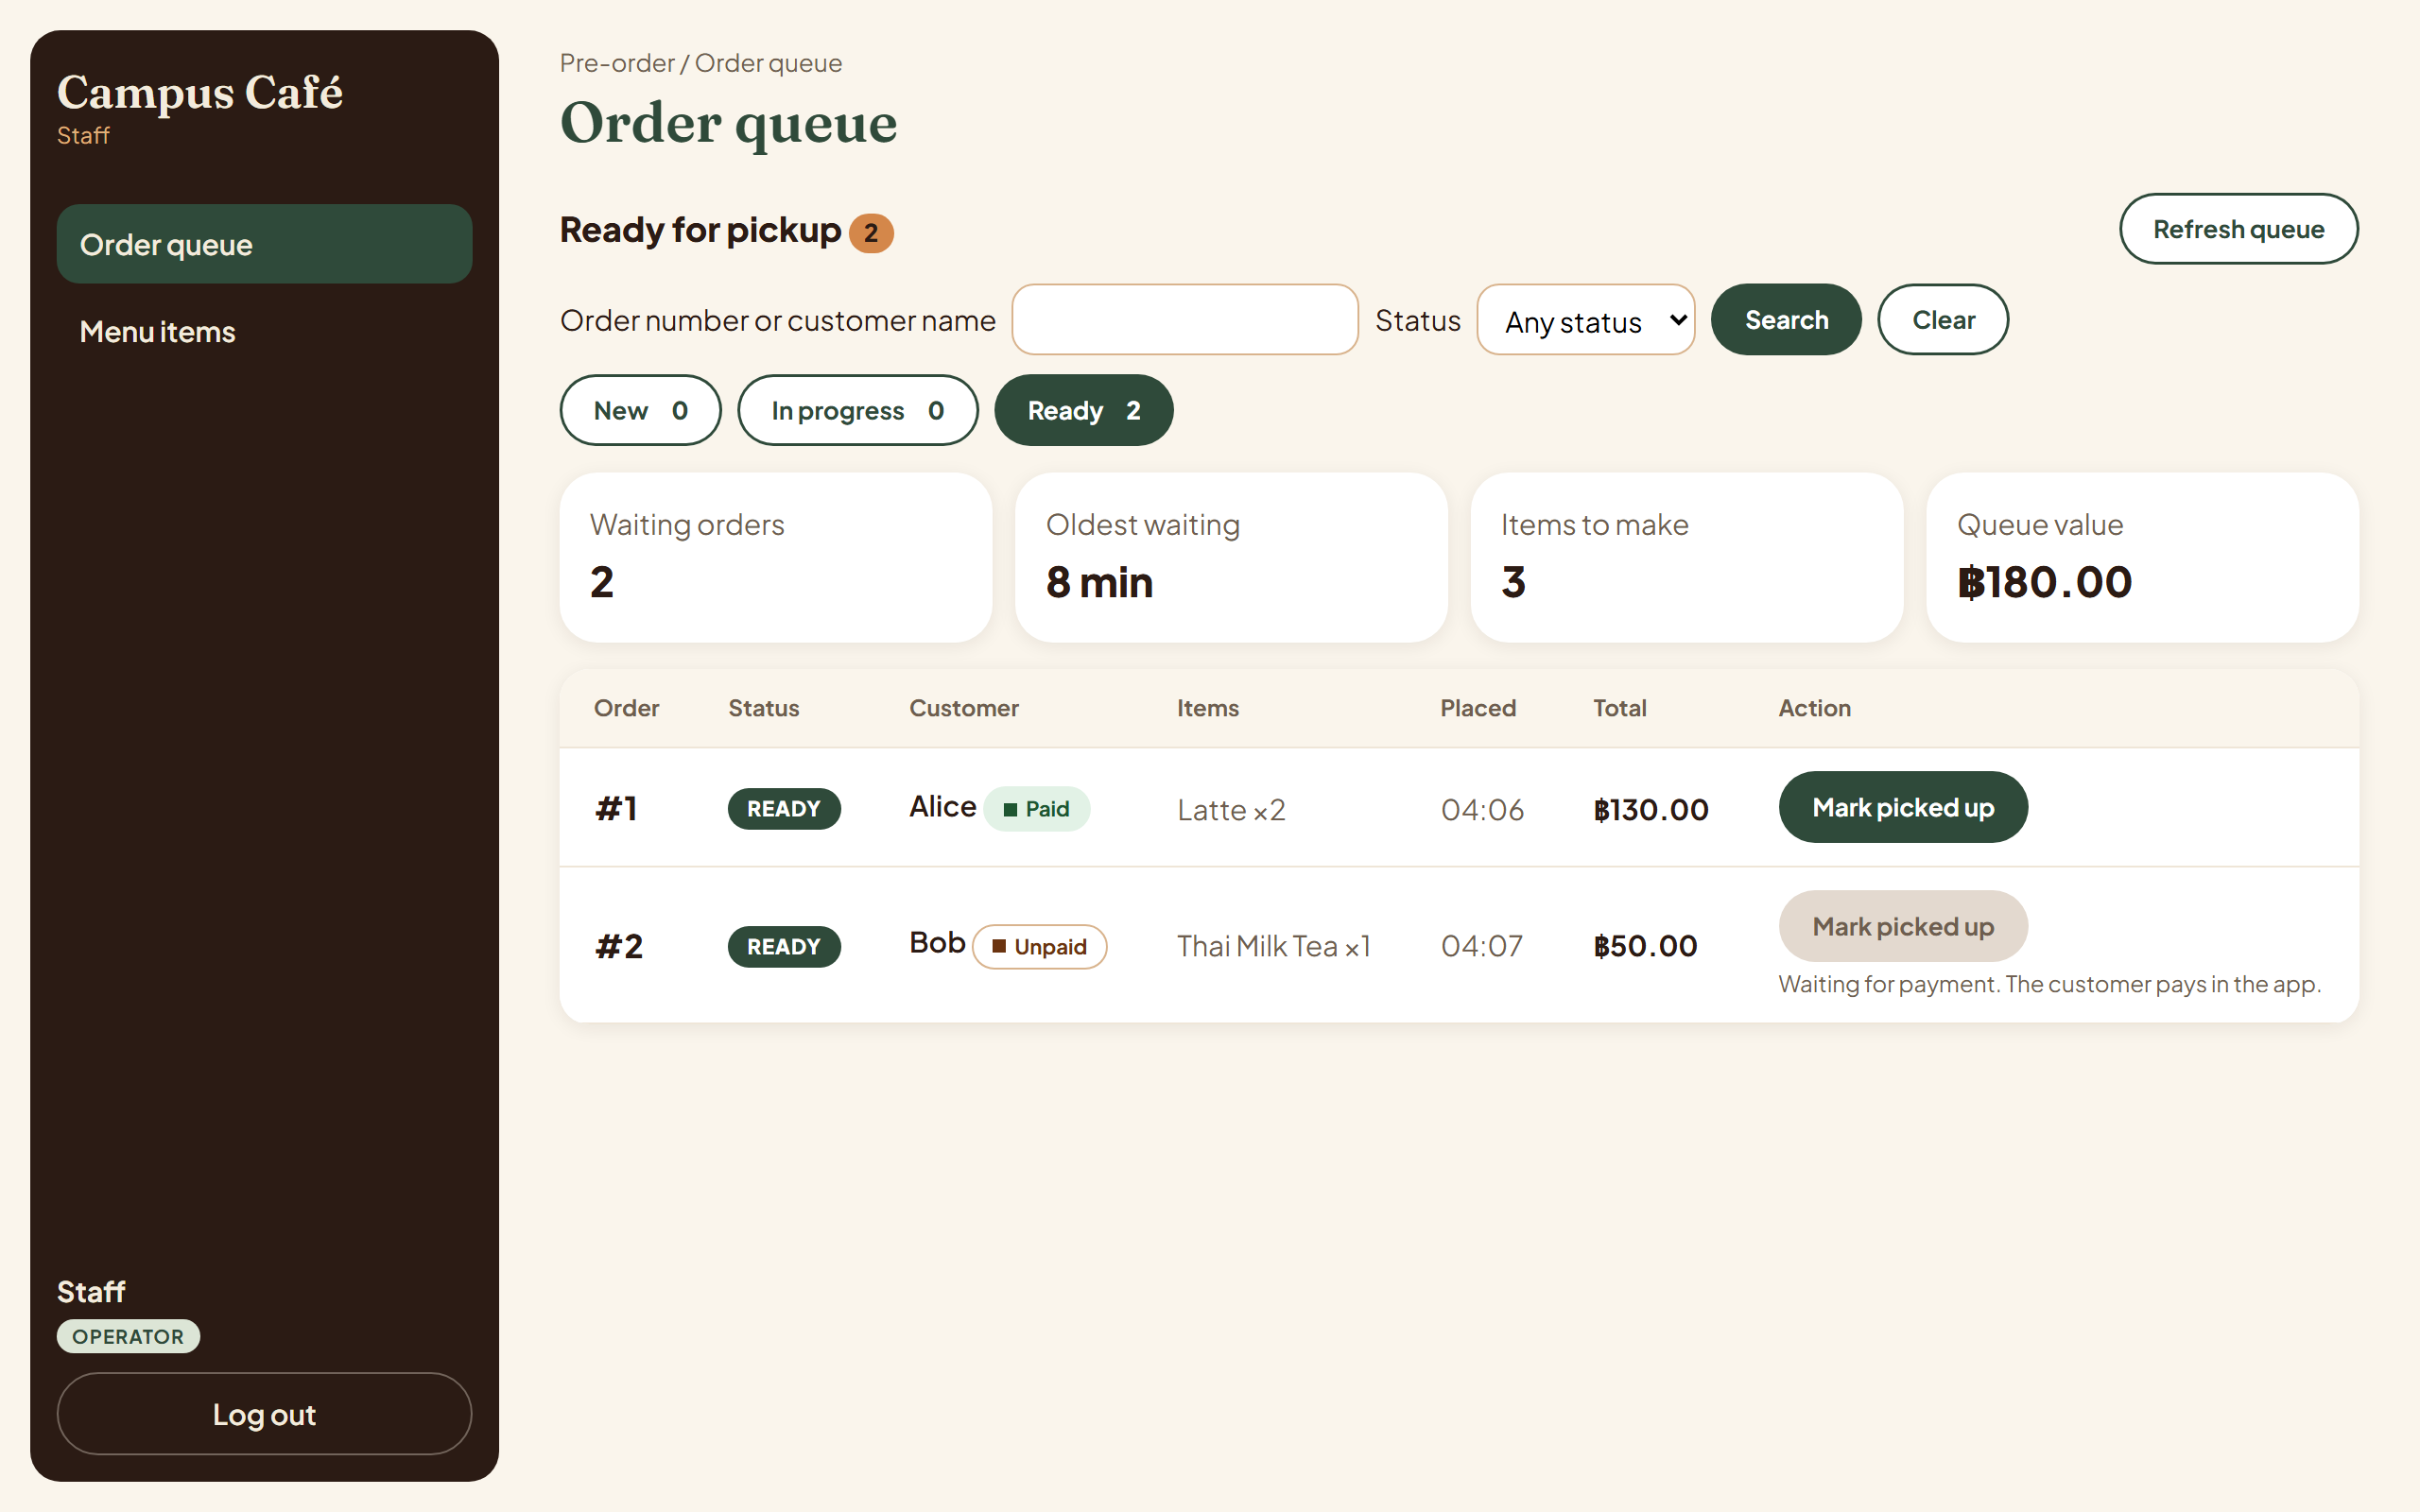 Campus Café
Staff
Order queue
Menu items
Staff
OPERATOR
Log out
Pre-order / Order queue
Order queue
Ready for pickup 2
Refresh queue
Order number or customer name Status Any status Search Clear
New 0 In progress 0 Ready 2
Waiting orders Oldest waiting Items to make Queue value
2 8 min 3 ฿180.00
Order Status Customer Items Placed Total Action
#1 READY Alice Paid Latte ×2 04:06 ฿130.00 Mark picked up
#2 READY Bob Unpaid Thai Milk Tea ×1 04:07 ฿50.00 Mark picked up
Waiting for payment. The customer pays in the app.